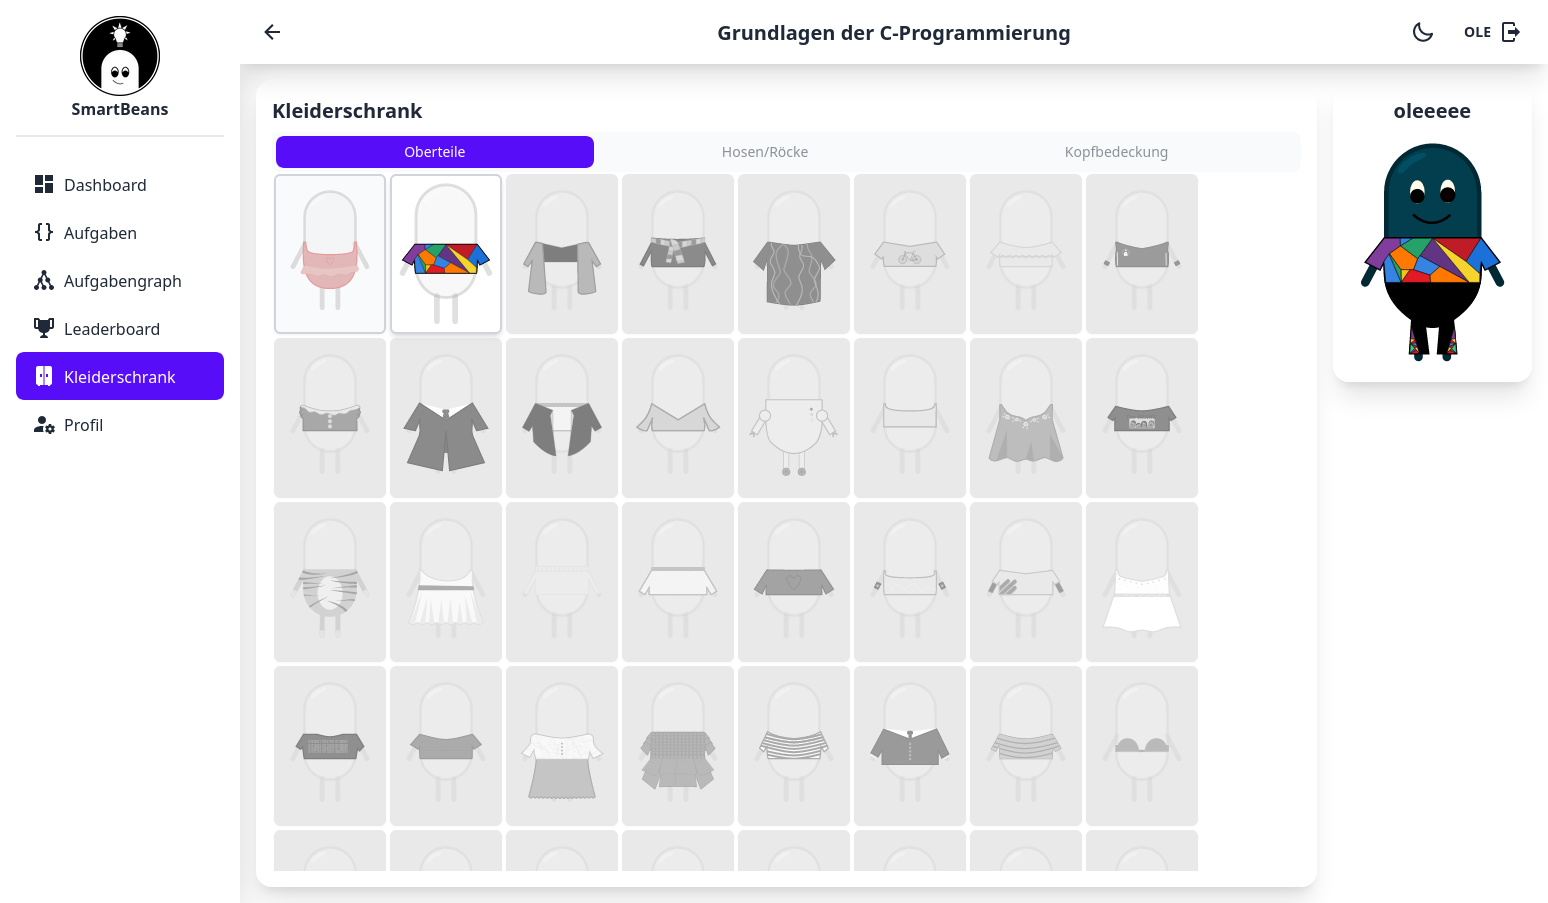 SmartBeans
Dashboard
Aufgaben
Aufgabengraph
Leaderboard
Kleiderschrank
Profil
Grundlagen der C-Programmierung
OLE
Kleiderschrank
Oberteile
Hosen/Röcke
Kopfbedeckung
oleeeee